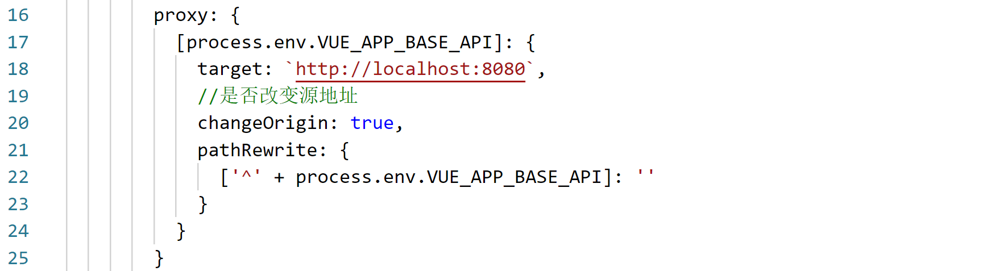 16 proxy: {
17 [process.env.VUE_APP_BASE_API]: {
18 target: `http://localhost:8080`,
19 //是否改变源地址
20 changeOrigin: true,
21 pathRewrite: {
22 ['^' + process.env.VUE_APP_BASE_API]: ''
23 }
24 }
25 }